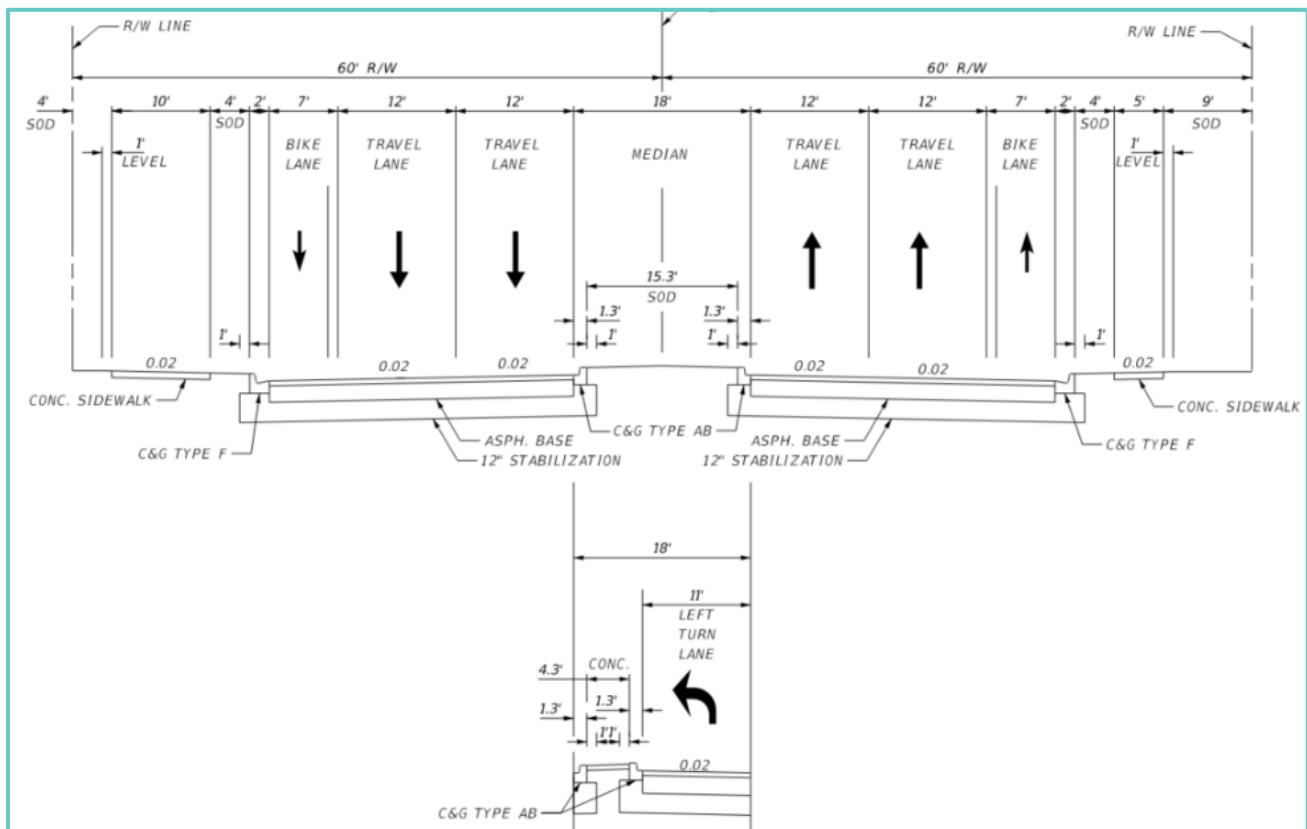 R/W LINE
R/W LINE
60' R/W
60' R/W
4'
10'
4'
2'
7'
12'
12'
18'
12'
12'
7'
2'
4'
5'
9'
SOD
SOD
SOD
SOD
1'
LEVEL
BIKE
LANE
TRAVEL
LANE
TRAVEL
LANE
MEDIAN
TRAVEL
LANE
TRAVEL
LANE
BIKE
LANE
1'
LEVEL
15.3'
SOD
1.3'
1.3'
1'
1'
1'
1'
0.02
0.02
0.02
0.02
0.02
0.02
CONC. SIDEWALK
CONC. SIDEWALK
C&G TYPE AB
ASPH. BASE
ASPH. BASE
C&G TYPE F
C&G TYPE F
12" STABILIZATION
12" STABILIZATION
18'
11'
LEFT
TURN
LANE
4.3'
CONC.
1.3'
1.3'
1'
1'
0.02
C&G TYPE AB